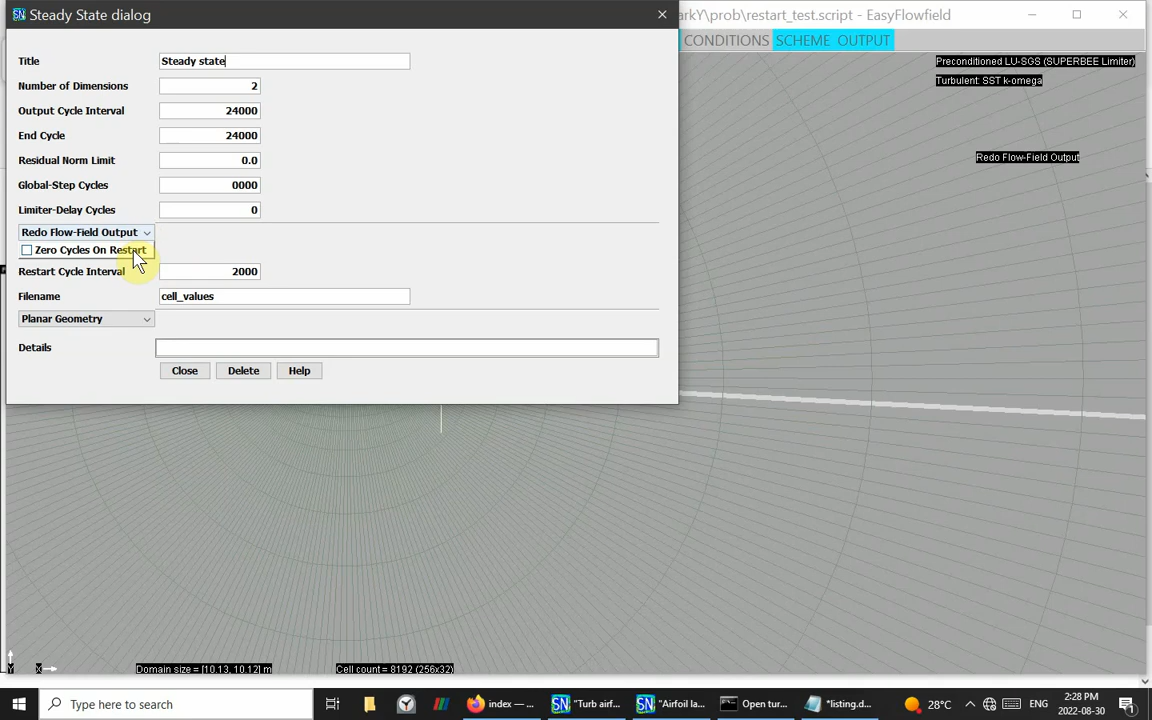 Steady State dialog
arkY\prob\restart_test.script - EasyFlowfield
CONDITIONS SCHEME OUTPUT
Title Steady state
Preconditioned LU-SGS (SUPERBEE Limiter)
Number of Dimensions 2
Turbulent: SST k-omega
Output Cycle Interval 24000
End Cycle 24000
Residual Norm Limit 0.0
Redo Flow-Field Output
Global-Step Cycles 0000
Limiter-Delay Cycles 0
Redo Flow-Field Output
Zero Cycles On Restart
Restart Cycle Interval 2000
Filename cell_values
Planar Geometry
Details
Close Delete Help
Y X Domain size = [10.13, 10.12] m Cell count = 8192 (256x32)
Type here to search
index — ...
"Turb airf...
"Airfoil la...
Open tur...
*listing.d...
28°C
ENG
2:28 PM
2022-08-30
1